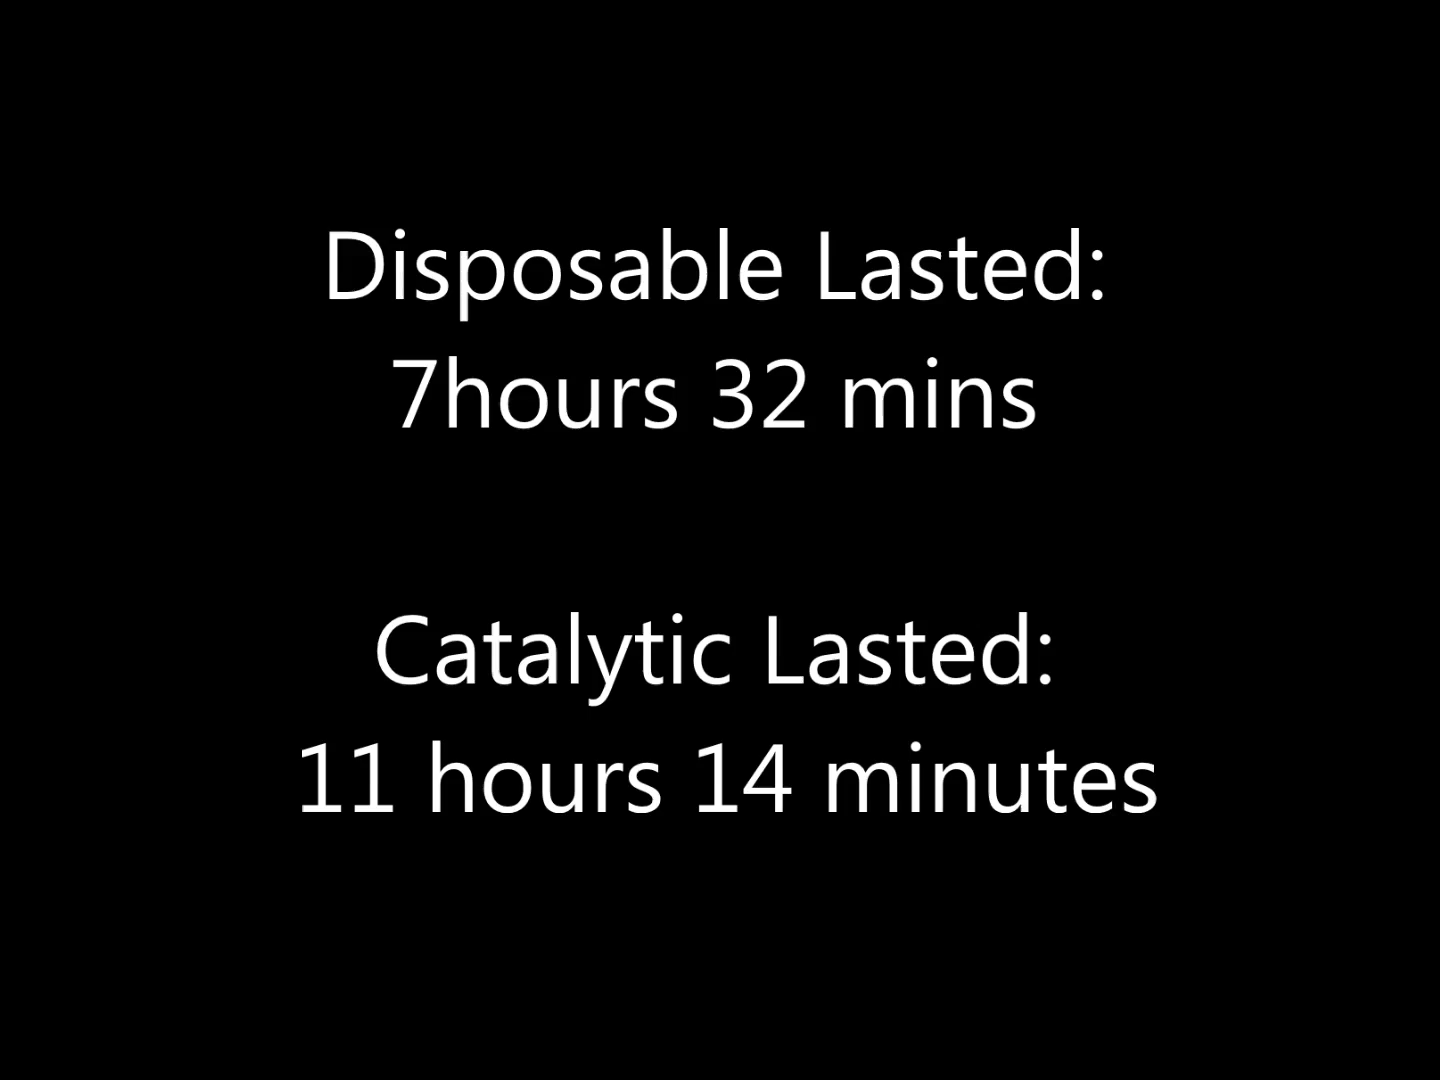 Disposable Lasted:
7hours 32 mins
Catalytic Lasted:
11 hours 14 minutes